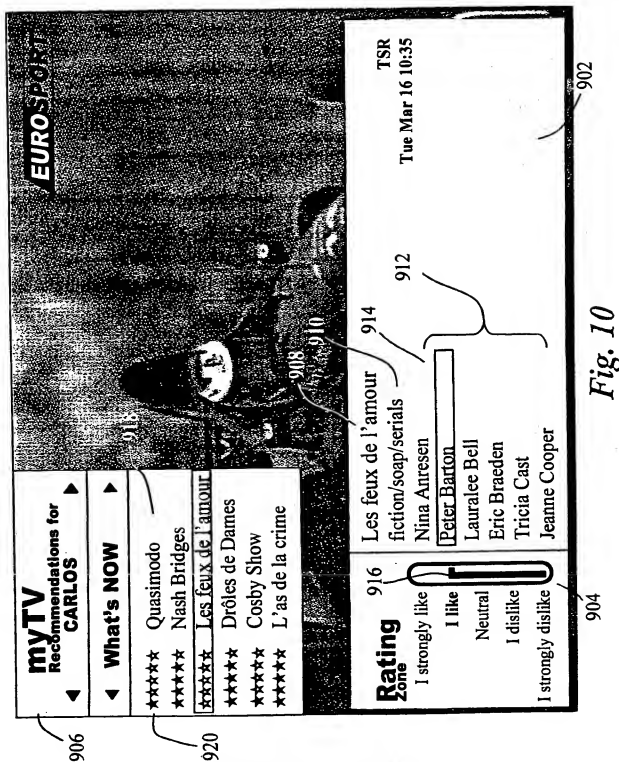 EUROSPORT
myTV
Recommendations for
◄ CARLOS ►
◄ What's NOW ►
★★★★★ Quasimodo
★★★★★ Nash Bridges
★★★★★ Les feux de l'amour
★★★★★ Drôles de Dames
★★★★★ Cosby Show
★★★★★ L'as de la crime
906
920
918
908
910
Rating
Zone
I strongly like
I like
Neutral
I dislike
I strongly dislike
916
904
Les feux de l'amour
fiction/soap/serials
Nina Anresen
Peter Barton
Lauralee Bell
Eric Braeden
Tricia Cast
Jeanne Cooper
914
912
TSR
Tue Mar 16 10:35
902
Fig. 10